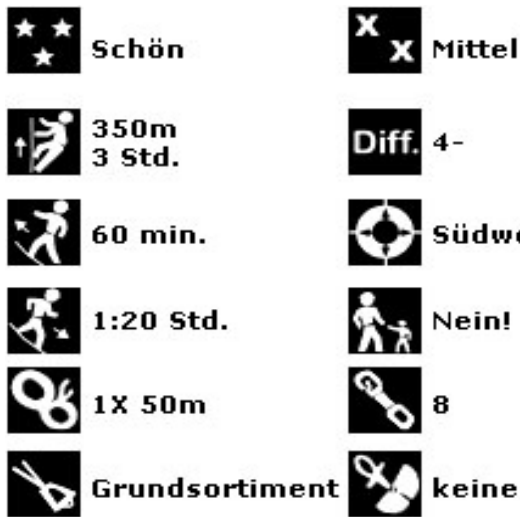 Schön
X X Mittel
350m
3 Std.
Diff. 4-
60 min.
1:20 Std.
Nein!
1X 50m
8
Grundsortiment
keine